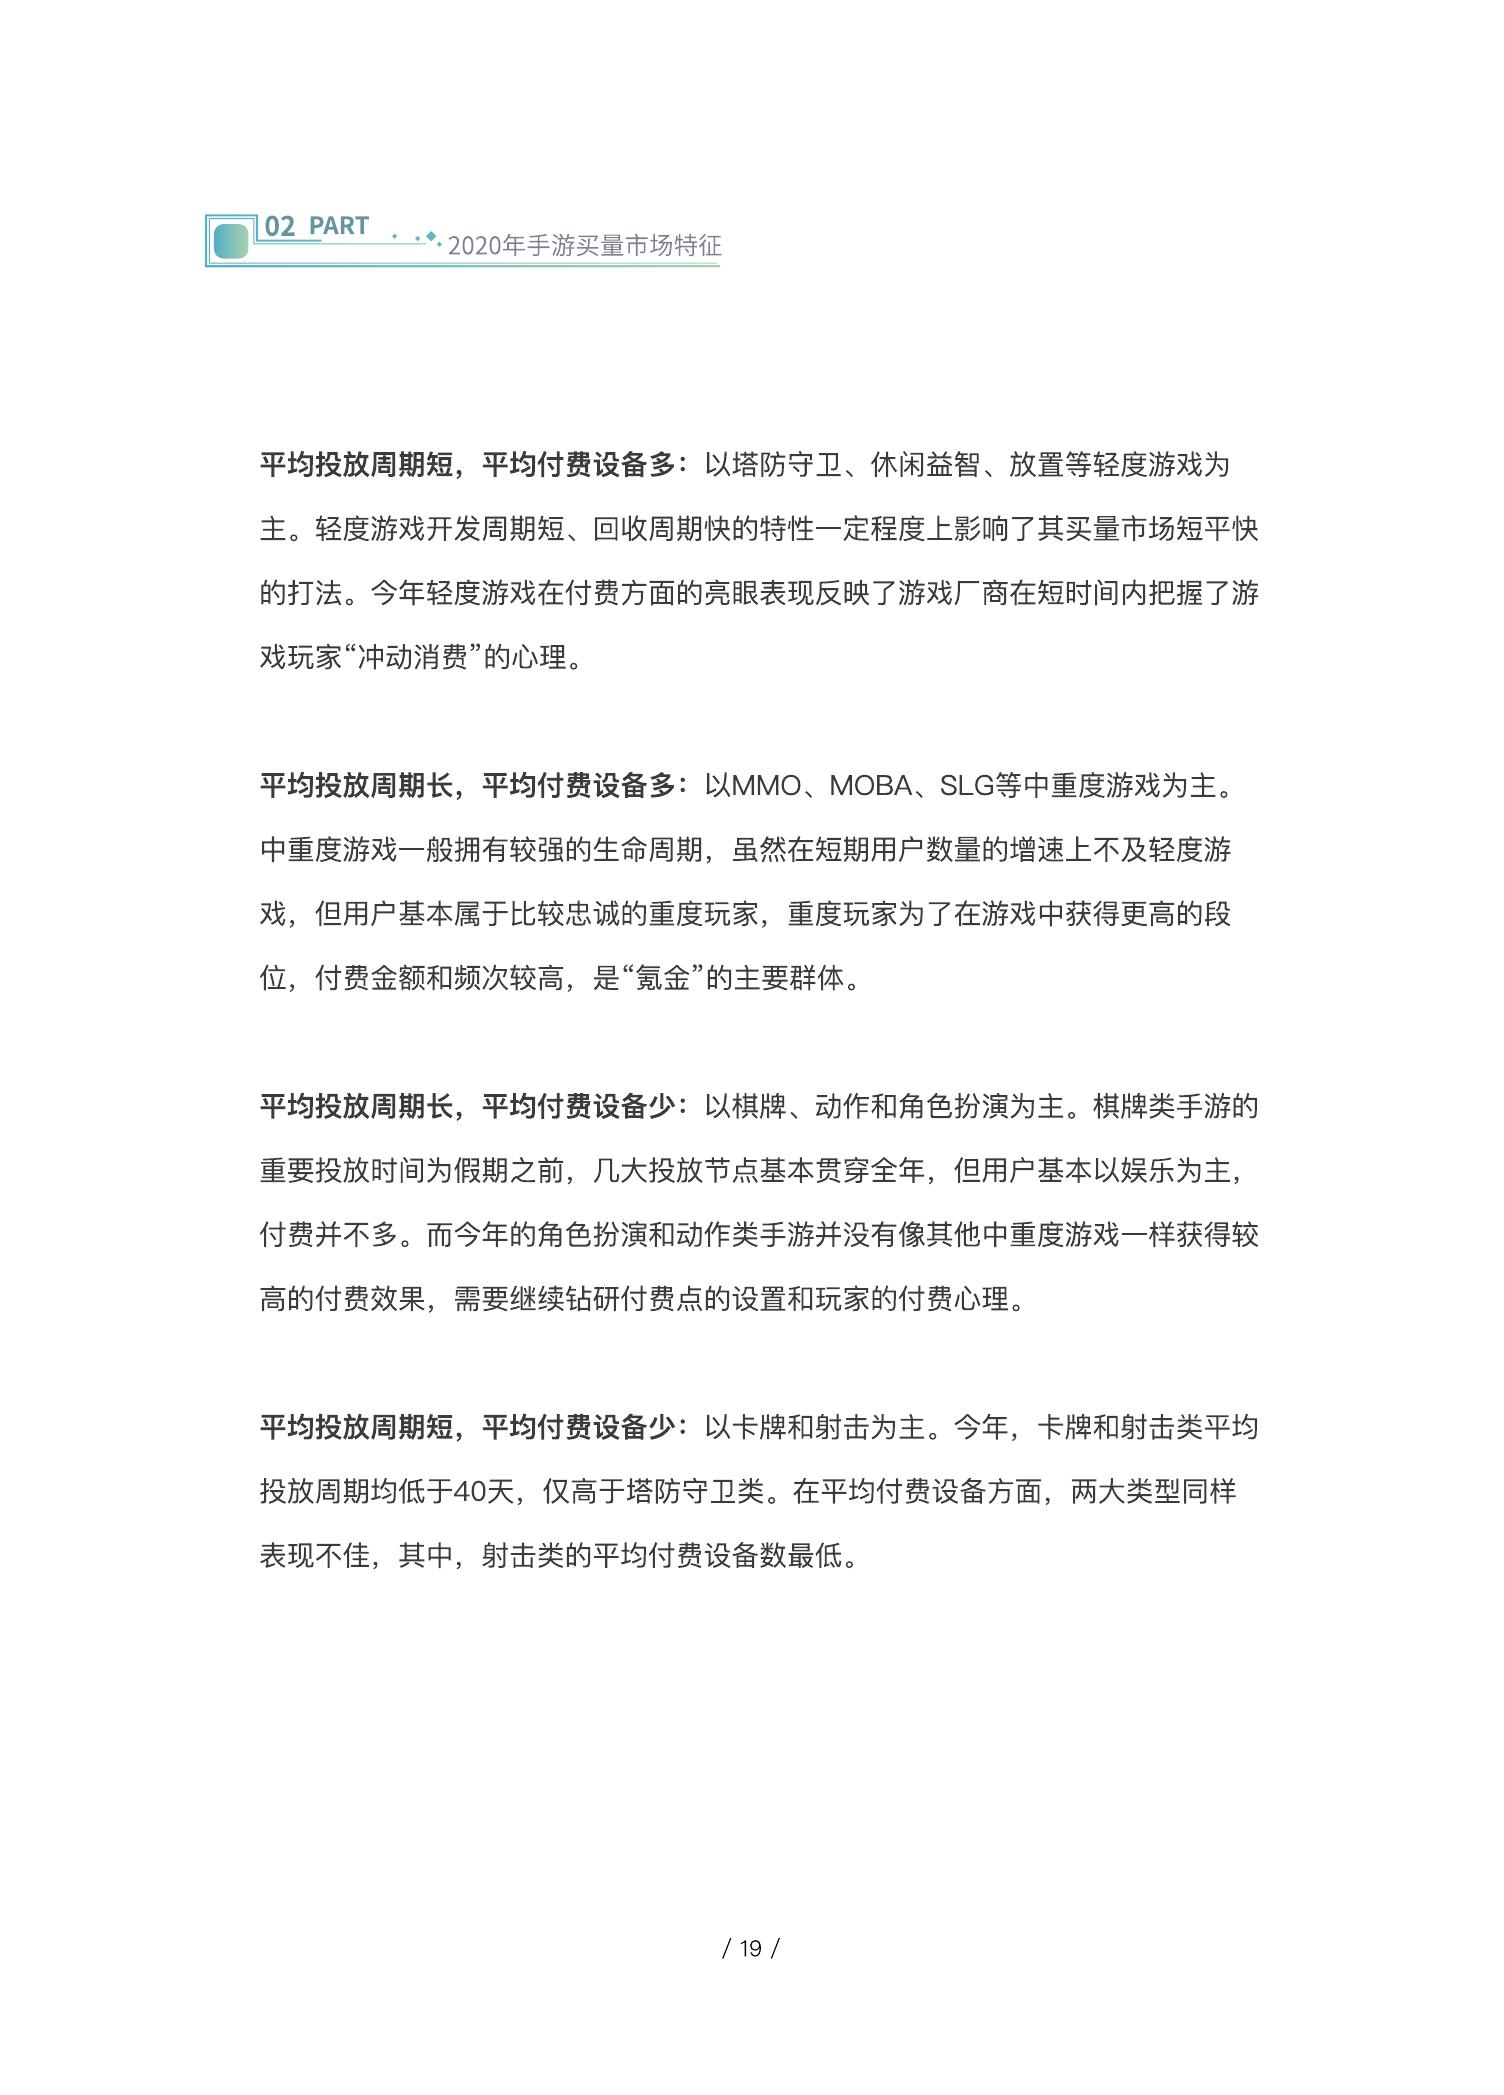 02 PART
2020年手游买量市场特征
平均投放周期短，平均付费设备多：以塔防守卫、休闲益智、放置等轻度游戏为
主。轻度游戏开发周期短、回收周期快的特性一定程度上影响了其买量市场短平快
的打法。今年轻度游戏在付费方面的亮眼表现反映了游戏厂商在短时间内把握了游
戏玩家“冲动消费”的心理。
平均投放周期长，平均付费设备多：以MMO、MOBA、SLG等中重度游戏为主。
中重度游戏一般拥有较强的生命周期，虽然在短期用户数量的增速上不及轻度游
戏，但用户基本属于比较忠诚的重度玩家，重度玩家为了在游戏中获得更高的段
位，付费金额和频次较高，是“氪金”的主要群体。
平均投放周期长，平均付费设备少：以棋牌、动作和角色扮演为主。棋牌类手游的
重要投放时间为假期之前，几大投放节点基本贯穿全年，但用户基本以娱乐为主，
付费并不多。而今年的角色扮演和动作类手游并没有像其他中重度游戏一样获得较
高的付费效果，需要继续钻研付费点的设置和玩家的付费心理。
平均投放周期短，平均付费设备少：以卡牌和射击为主。今年，卡牌和射击类平均
投放周期均低于40天，仅高于塔防守卫类。在平均付费设备方面，两大类型同样
表现不佳，其中，射击类的平均付费设备数最低。
/ 19 /